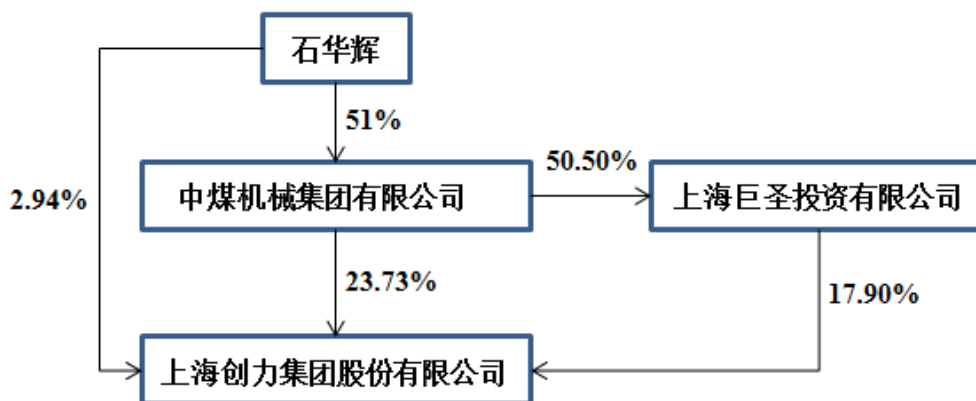 石华辉
51%
2.94%
50.50%
中煤机械集团有限公司
上海巨圣投资有限公司
23.73%
17.90%
上海创力集团股份有限公司